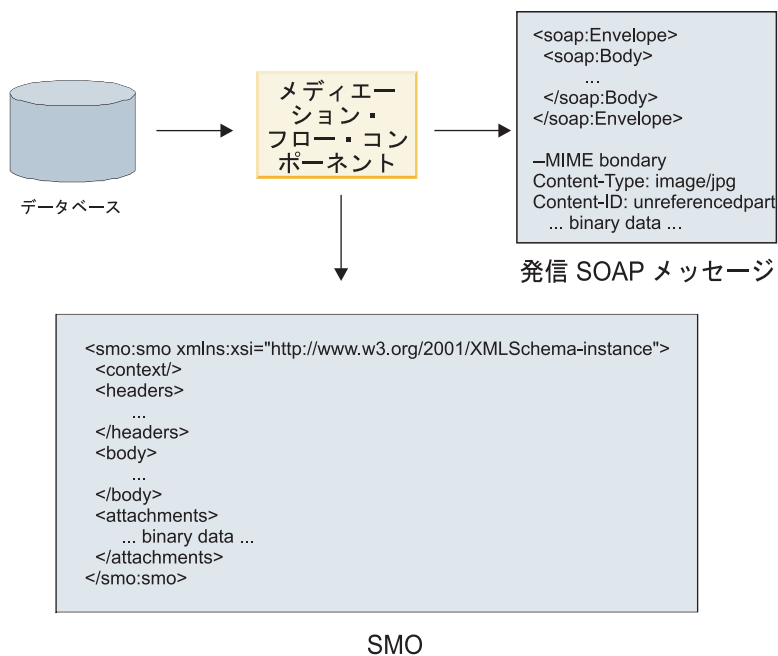 データベース
メディエー
ション・
フロー・コン
ポーネント
<soap:Envelope>
<soap:Body>
...
</soap:Body>
</soap:Envelope>
–MIME bondary
Content-Type: image/jpg
Content-ID: unreferencedpart
... binary data ...
発信 SOAP メッセージ
<smo:smo xmlns:xsi="http://www.w3.org/2001/XMLSchema-instance">
<context/>
<headers>
...
</headers>
<body>
...
</body>
<attachments>
... binary data ...
</attachments>
</smo:smo>
SMO